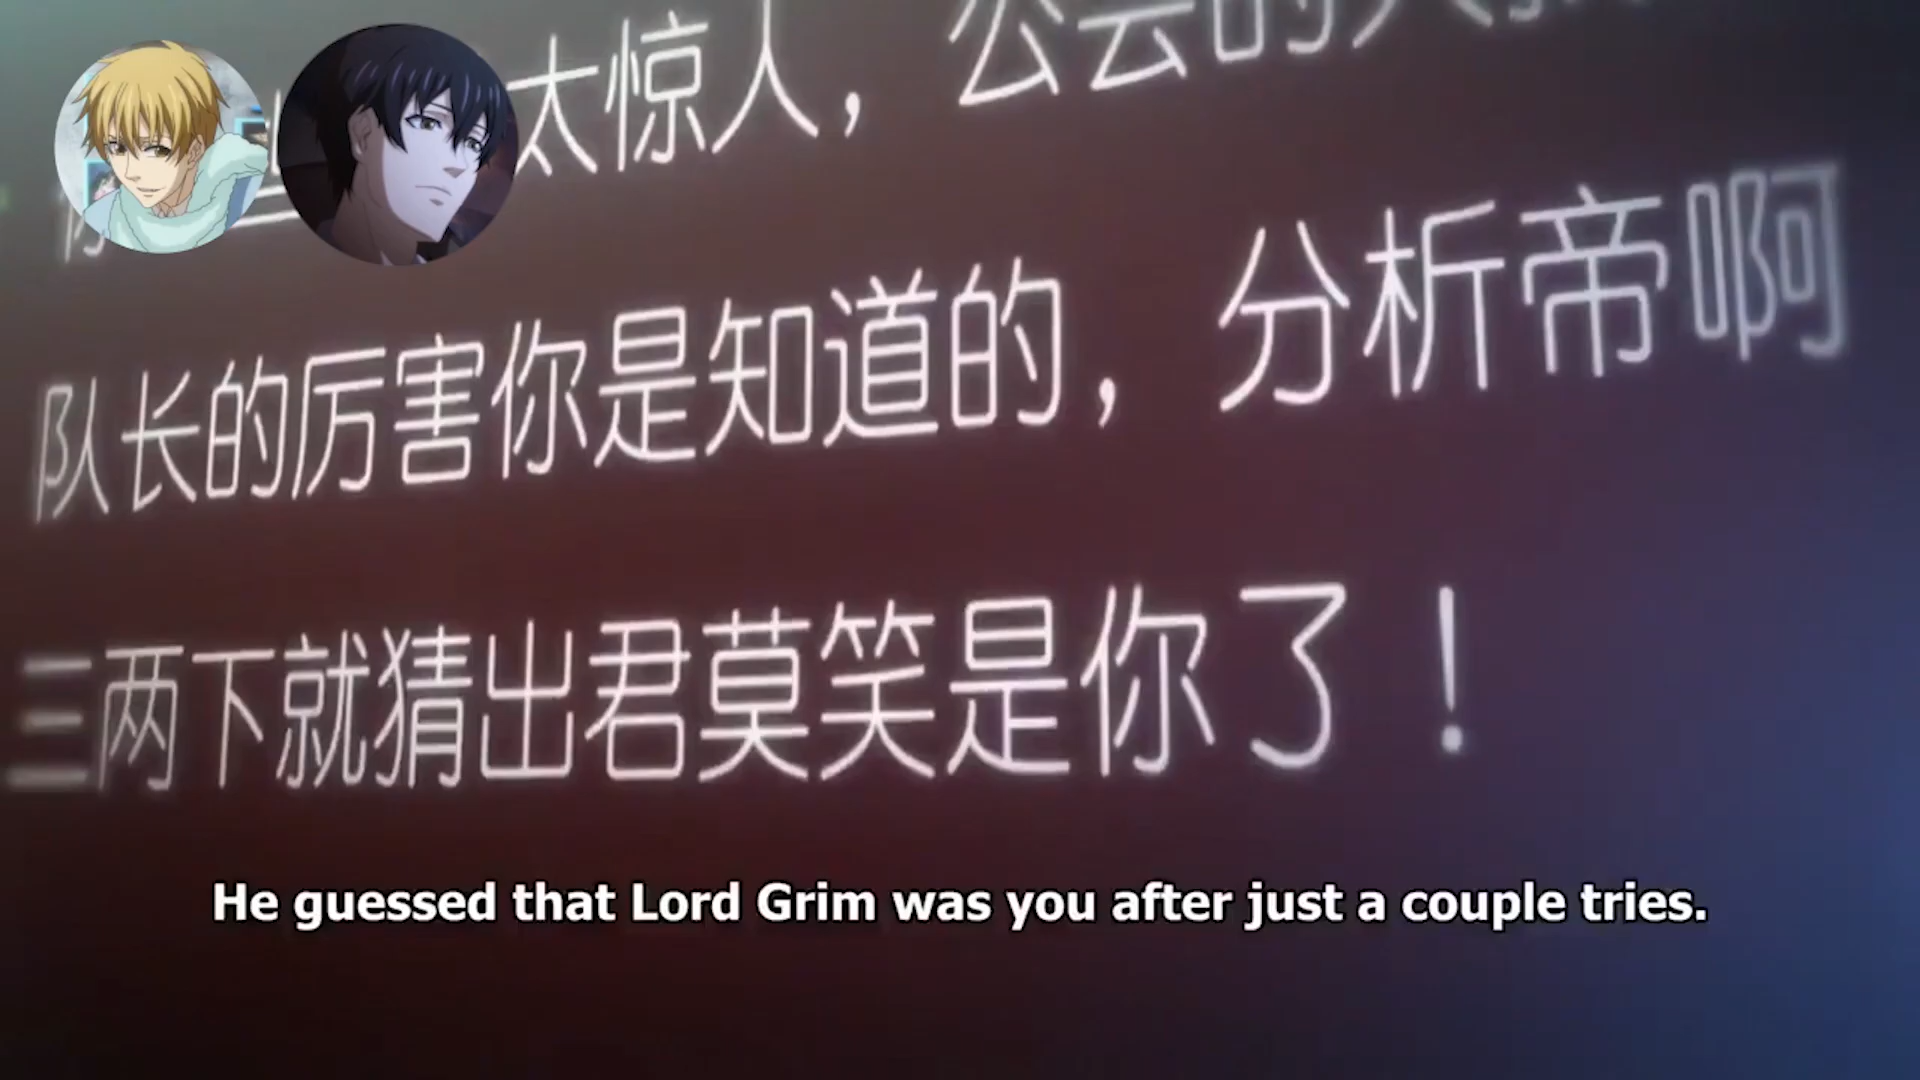 太惊人，公会的人
队长的厉害你是知道的，分析帝啊
三两下就猜出君莫笑是你了！
He guessed that Lord Grim was you after just a couple tries.